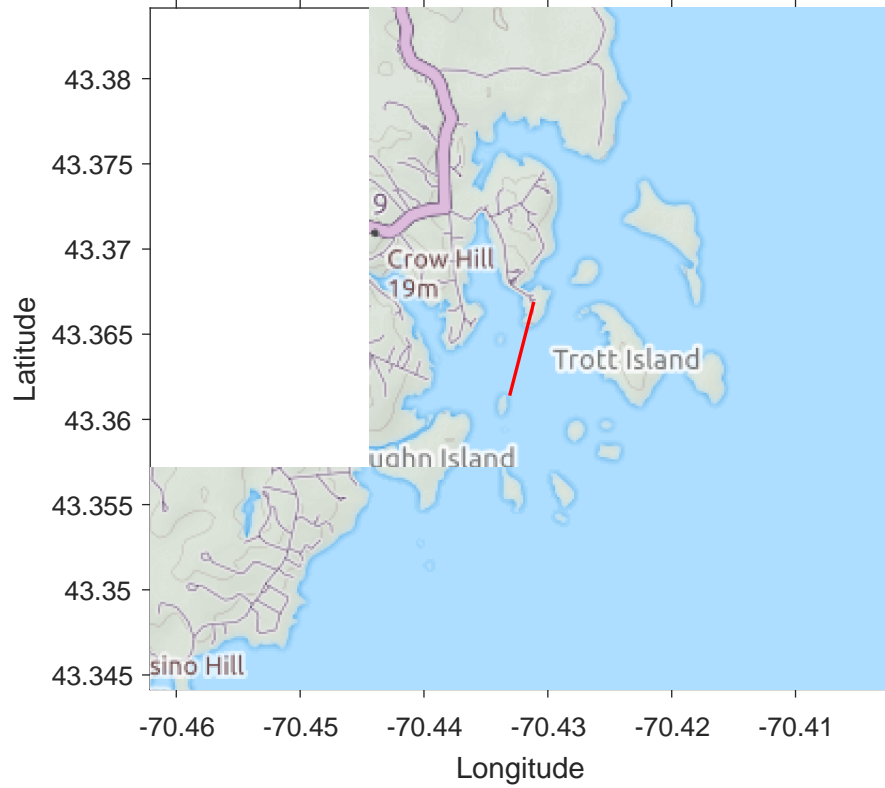 43.38
43.375
43.37
43.365
43.36
43.355
43.35
43.345
Latitude
9
Crow Hill
19m
Trott Island
ughn Island
sino Hill
-70.46
-70.45
-70.44
-70.43
-70.42
-70.41
Longitude